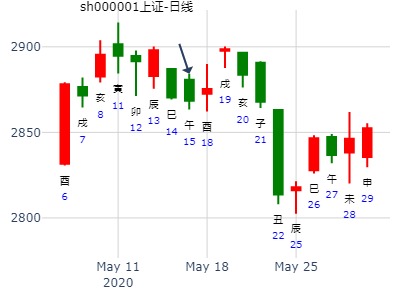 sh000001上证-日线
2900
2850
2800
酉
6
戌
7
亥
8
寅
11
卯
12
辰
13
巳
14
午
15
酉
18
戌
19
亥
20
子
21
丑
22
辰
25
巳
26
午
27
未
28
申
29
May 11
2020
May 18
May 25